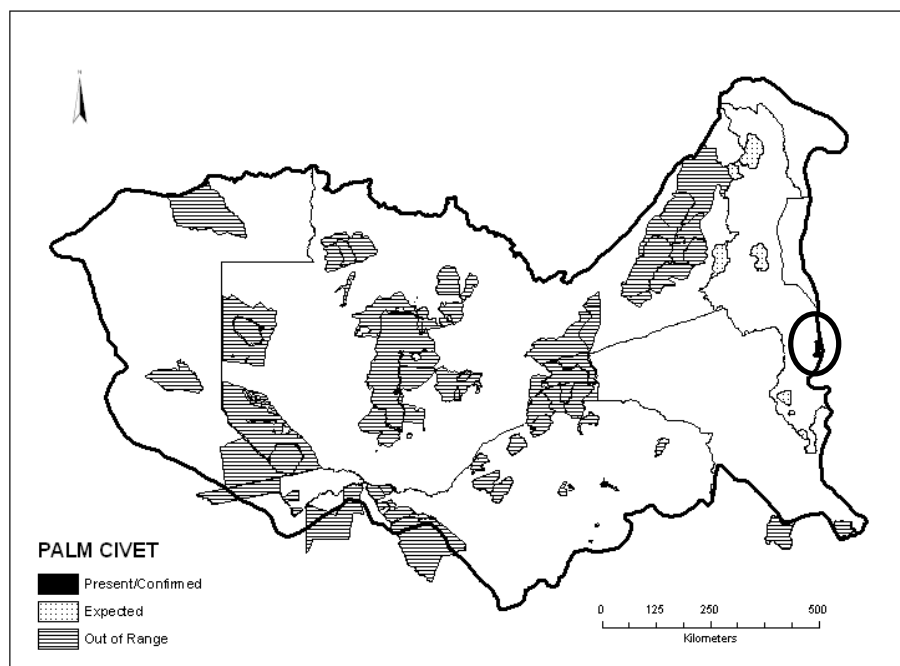 N
PALM CIVET
Present/Confirmed
Expected
Out of Range
0 125 250 500
Kilometers